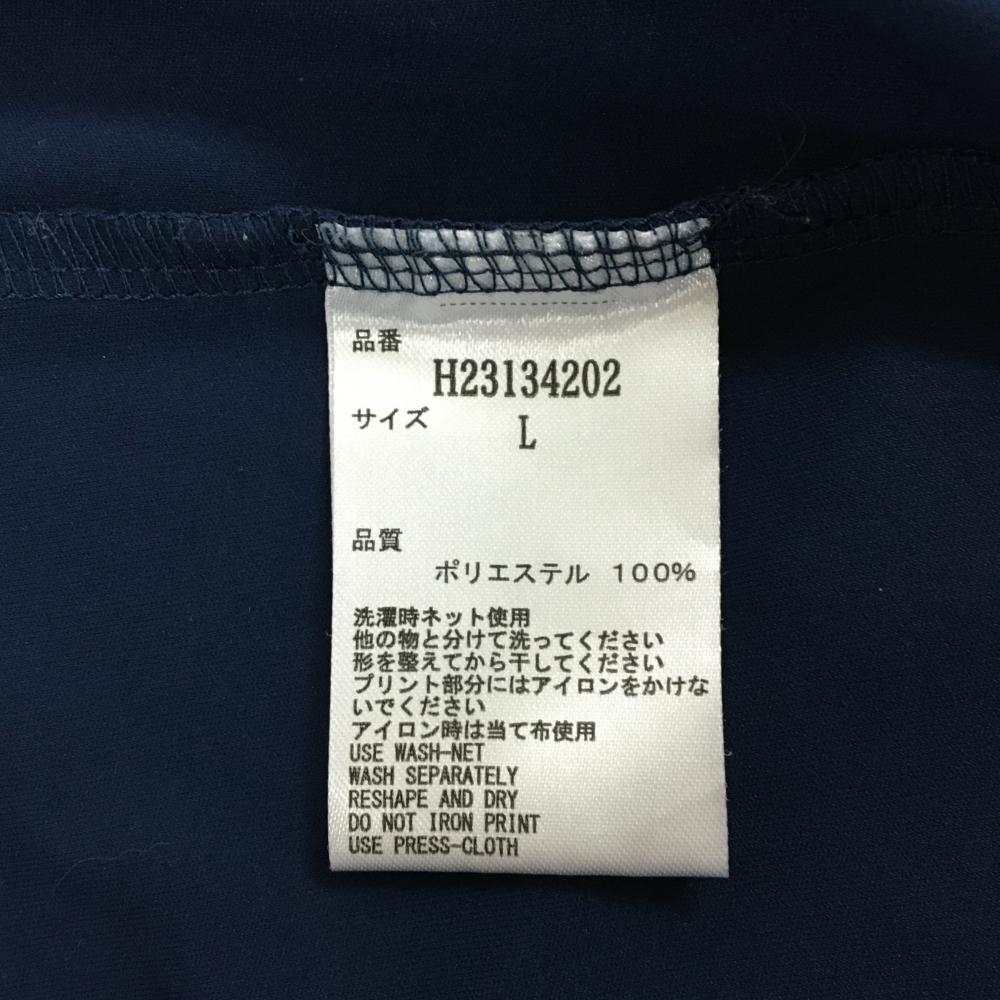 品番
H23134202
サイズ
L
品質
ポリエステル 100%
洗濯時ネット使用
他の物と分けて洗ってください
形を整えてから干してください
プリント部分にはアイロンをかけな
いでください
アイロン時は当て布使用
USE WASH-NET
WASH SEPARATELY
RESHAPE AND DRY
DO NOT IRON PRINT
USE PRESS-CLOTH